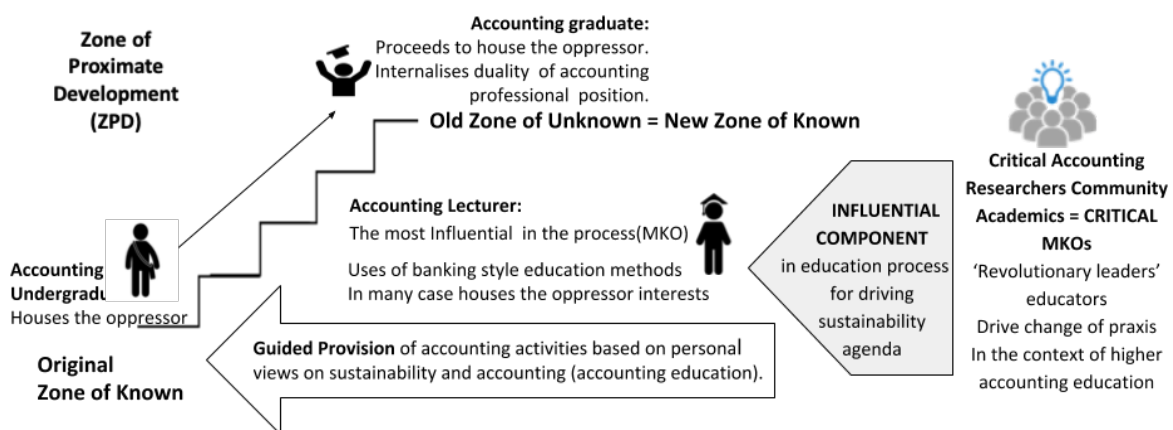 Zone of
Proximate
Development
(ZPD)
Accounting graduate:
Proceeds to house the oppressor.
Internalises duality of accounting
professional position.
Old Zone of Unknown = New Zone of Known
Accounting Lecturer:
The most Influential in the process(MKO)
Uses of banking style education methods
In many case houses the oppressor interests
Accounting
Undergradu
Houses the oppressor
Original
Zone of Known
Guided Provision of accounting activities based on personal
views on sustainability and accounting (accounting education).
INFLUENTIAL
COMPONENT
in education process
for driving
sustainability
agenda
Critical Accounting
Researchers Community
Academics = CRITICAL
MKOs
‘Revolutionary leaders’
educators
Drive change of praxis
In the context of higher
accounting education